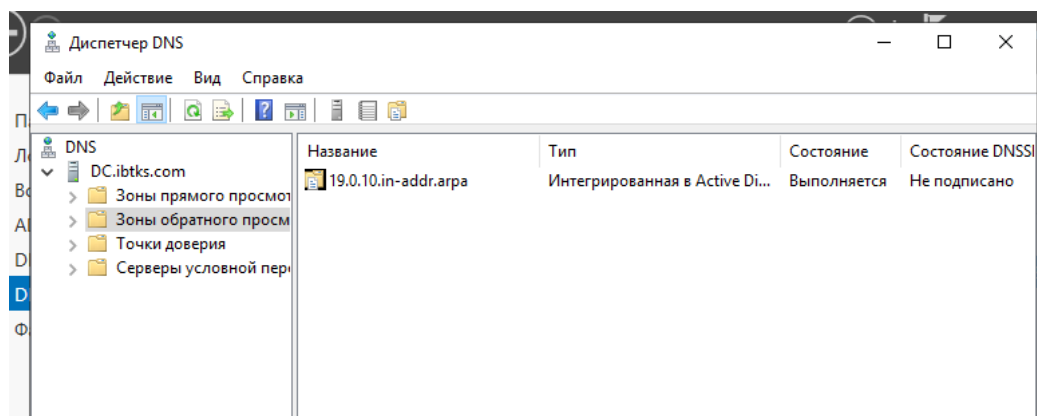 Диспетчер DNS
Файл Действие Вид Справка
DNS
DC.ibtks.com
Зоны прямого просмот
Зоны обратного просм
Точки доверия
Серверы условной пер
Название Тип Состояние Состояние DNSSI
19.0.10.in-addr.arpa Интегрированная в Active Di... Выполняется Не подписано